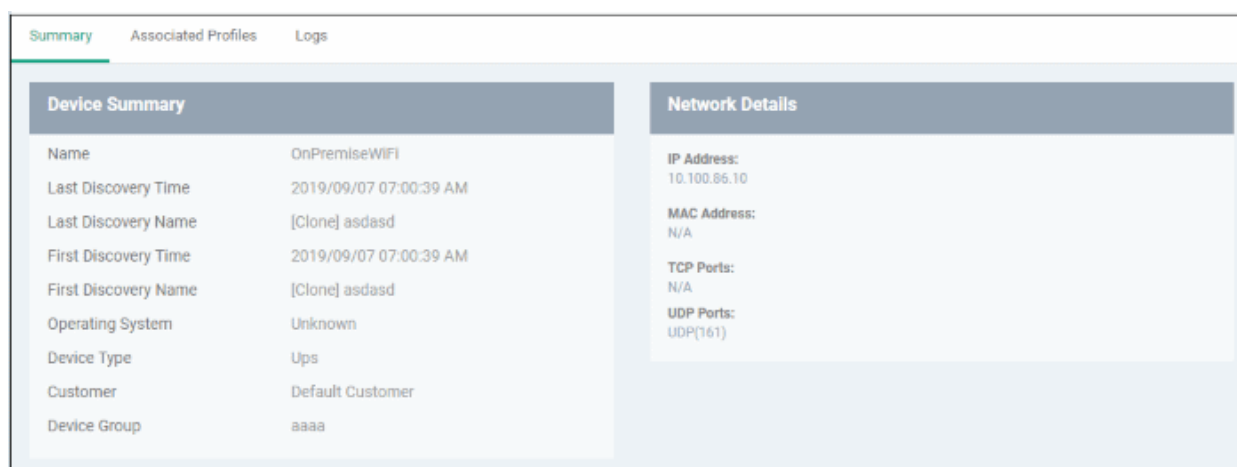 Summary Associated Profiles Logs
Device Summary
Name OnPremiseWiFi
Last Discovery Time 2019/09/07 07:00:39 AM
Last Discovery Name [Clone] asdasd
First Discovery Time 2019/09/07 07:00:39 AM
First Discovery Name [Clone] asdasd
Operating System Unknown
Device Type Ups
Customer Default Customer
Device Group aaaa
Network Details
IP Address:
10.100.86.10
MAC Address:
N/A
TCP Ports:
N/A
UDP Ports:
UDP(161)